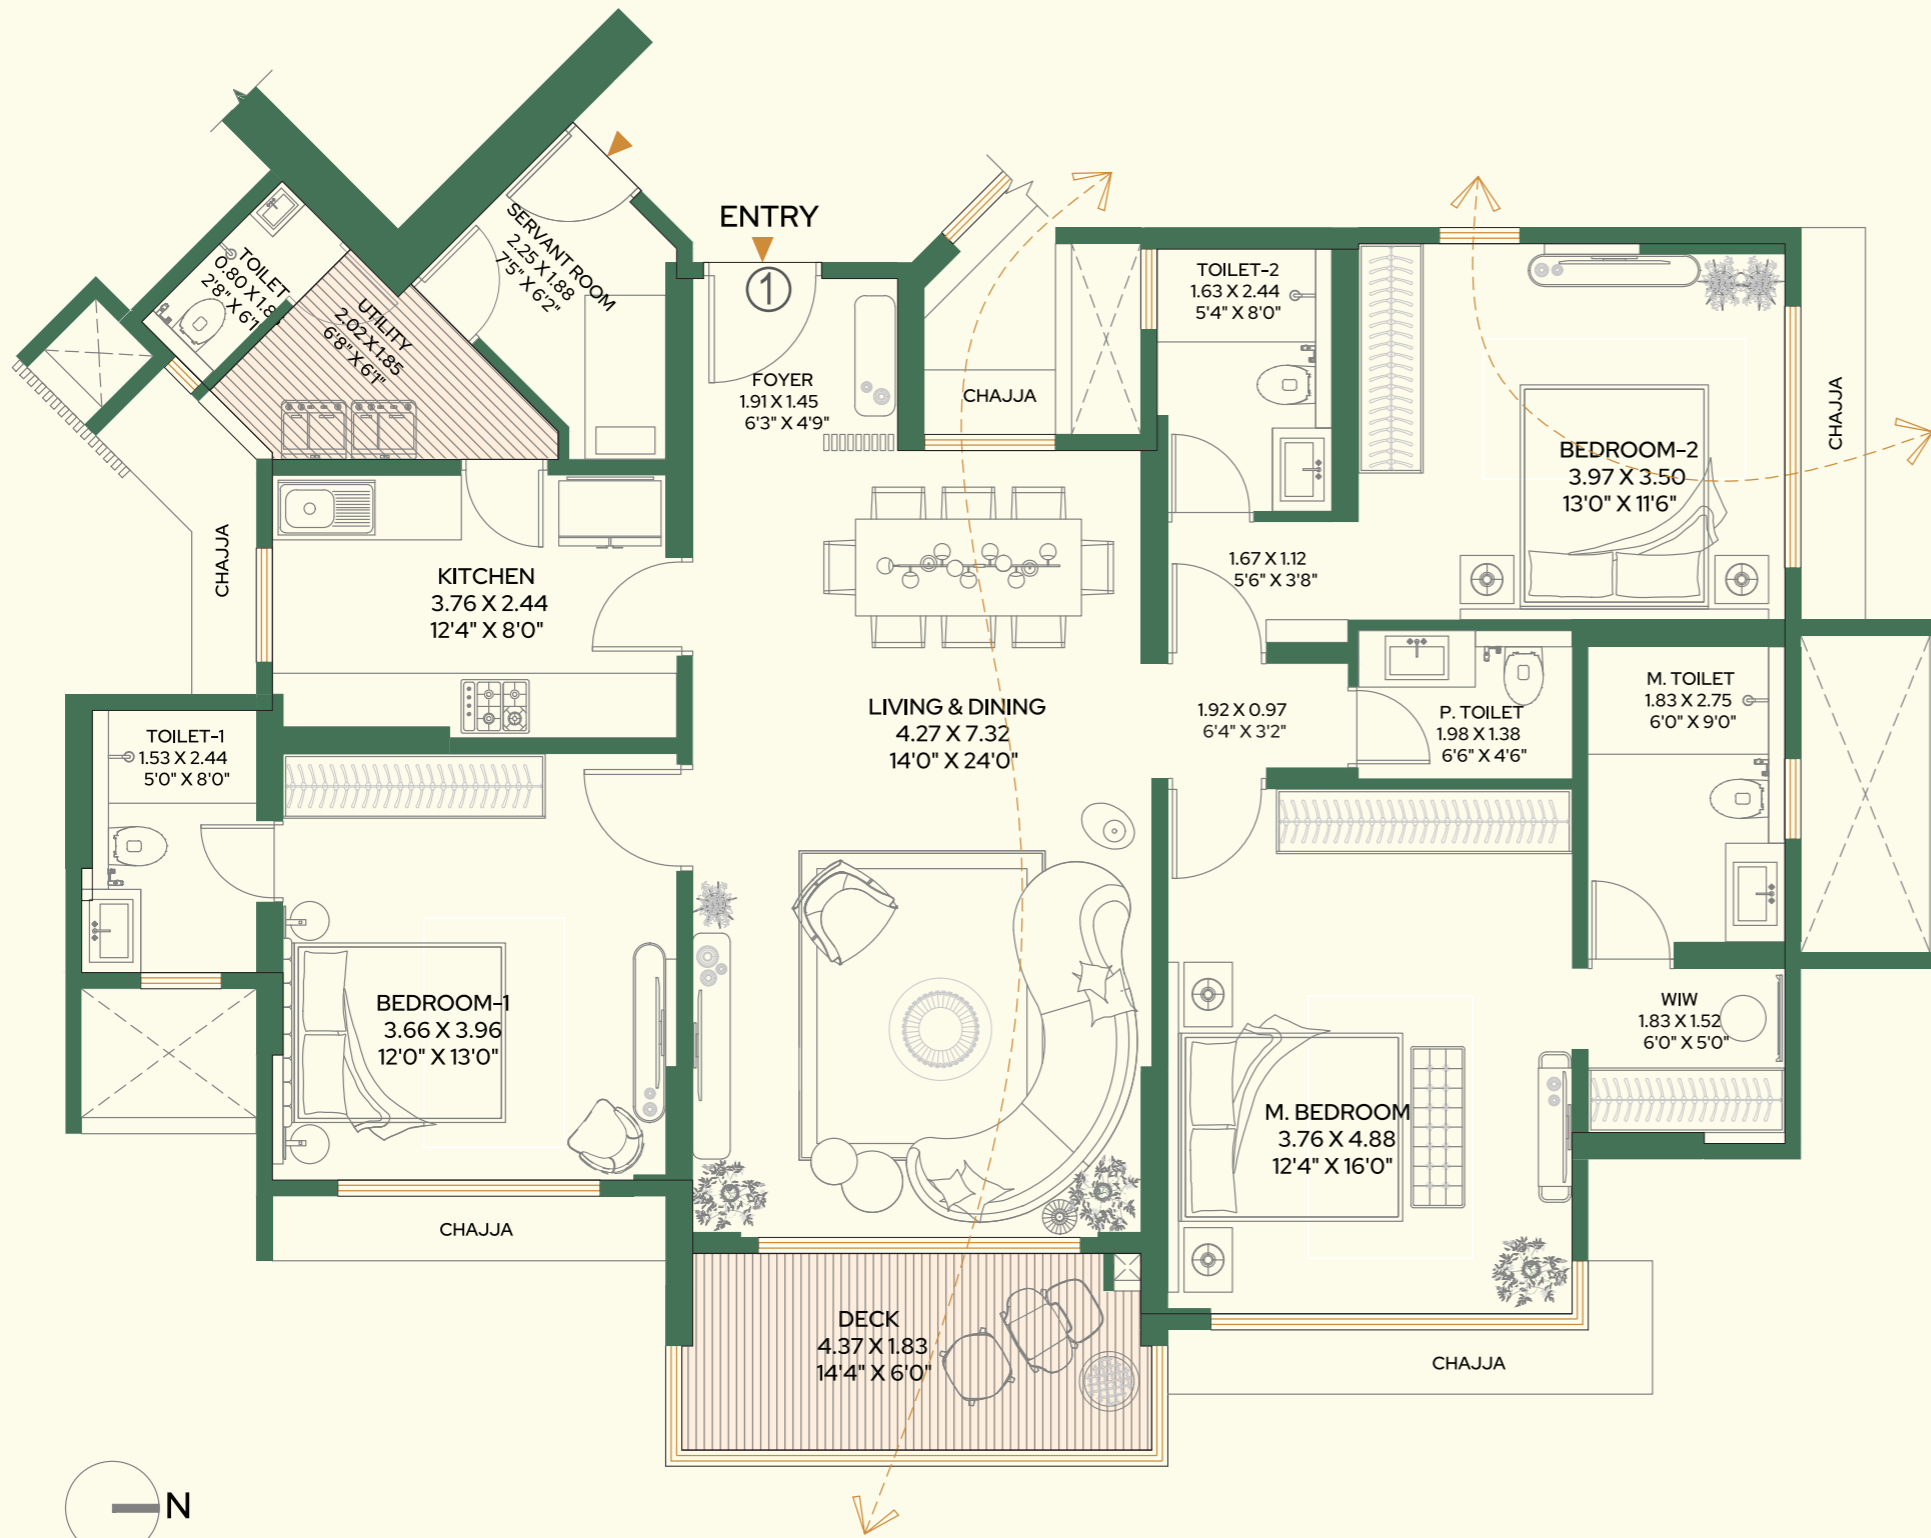 ENTRY
1
SERVANT ROOM
2.25 X 1.88
7'5" X 6'2"
TOILET
0.80 X 1.8
2'8" X 6'1
UTILITY
2.02 X 1.85
6'8" X 6'1"
FOYER
1.91 X 1.45
6'3" X 4'9"
CHAJJA
TOILET-2
1.63 X 2.44
5'4" X 8'0"
BEDROOM-2
3.97 X 3.50
13'0" X 11'6"
CHAJJA
CHAJJA
KITCHEN
3.76 X 2.44
12'4" X 8'0"
1.67 X 1.12
5'6" X 3'8"
LIVING & DINING
4.27 X 7.32
14'0" X 24'0"
1.92 X 0.97
6'4" X 3'2"
P. TOILET
1.98 X 1.38
6'6" X 4'6"
M. TOILET
1.83 X 2.75
6'0" X 9'0"
TOILET-1
1.53 X 2.44
5'0" X 8'0"
BEDROOM-1
3.66 X 3.96
12'0" X 13'0"
WIW
1.83 X 1.52
6'0" X 5'0"
M. BEDROOM
3.76 X 4.88
12'4" X 16'0"
CHAJJA
DECK
4.37 X 1.83
14'4" X 6'0"
CHAJJA
N